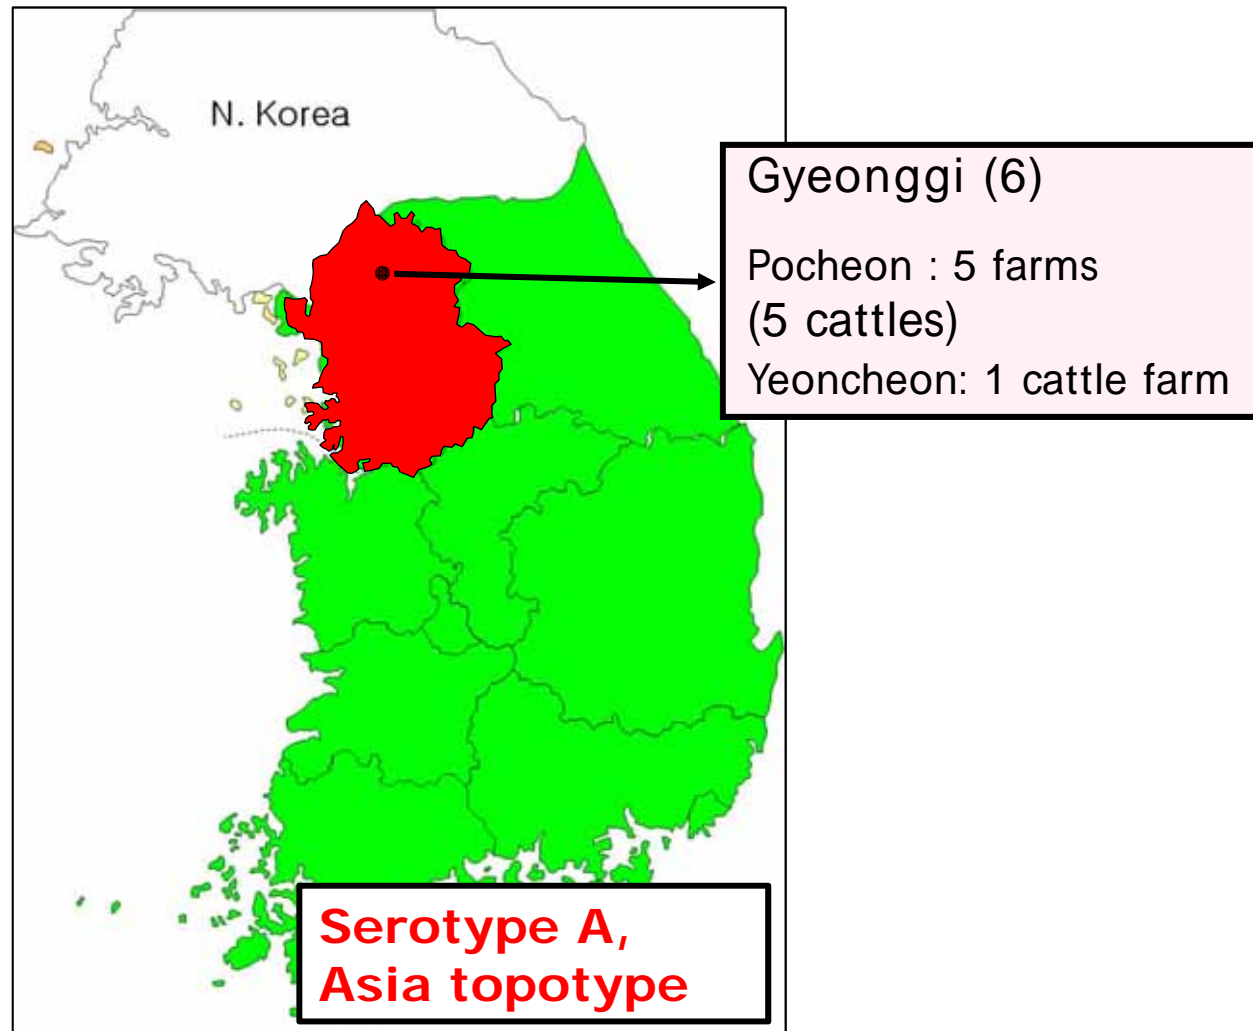 N. Korea
Gyeonggi (6)
Pocheon : 5 farms
(5 cattles)
Yeoncheon: 1 cattle farm
Serotype A,
Asia topotype